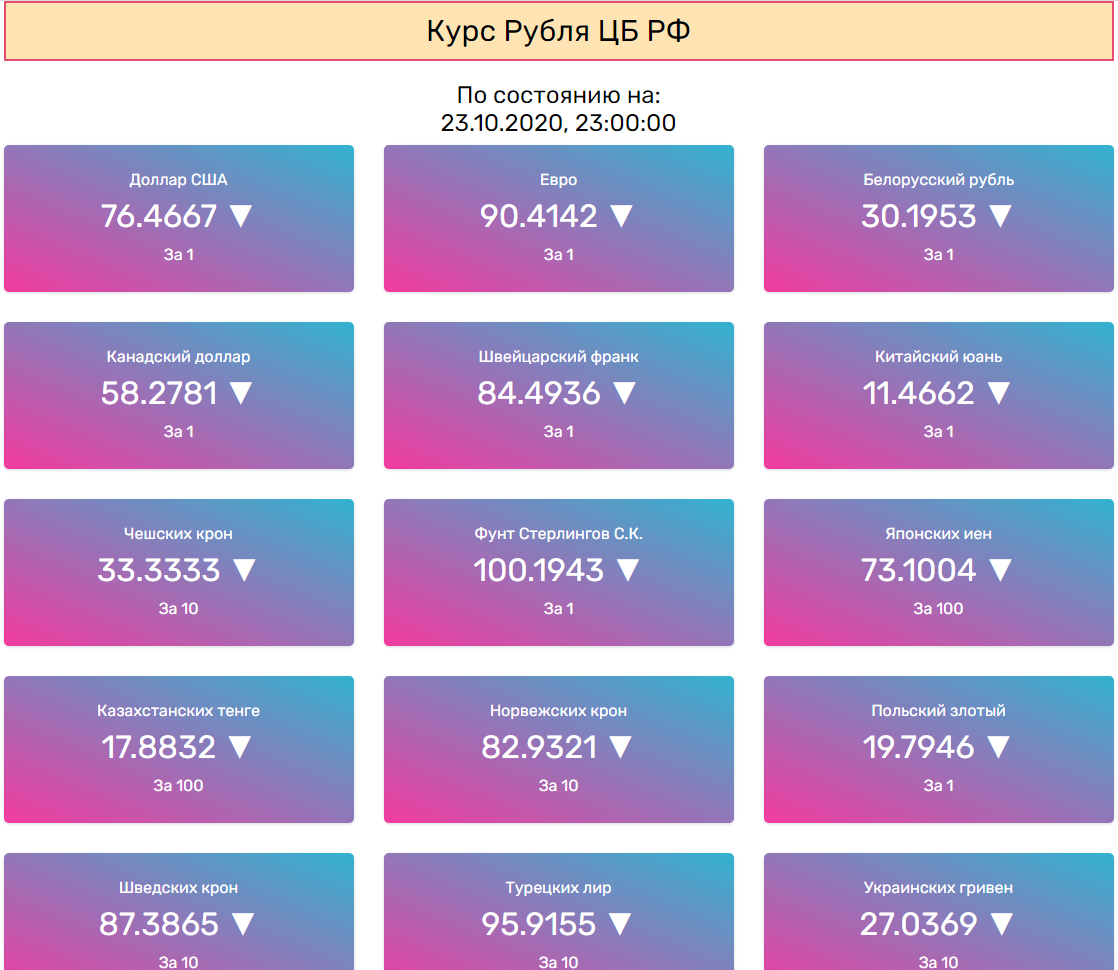 Курс Рубля ЦБ РФ
По состоянию на:
23.10.2020, 23:00:00
Доллар США
76.4667 ▼
За 1
Евро
90.4142 ▼
За 1
Белорусский рубль
30.1953 ▼
За 1
Канадский доллар
58.2781 ▼
За 1
Швейцарский франк
84.4936 ▼
За 1
Китайский юань
11.4662 ▼
За 1
Чешских крон
33.3333 ▼
За 10
Фунт Стерлингов С.К.
100.1943 ▼
За 1
Японских иен
73.1004 ▼
За 100
Казахстанских тенге
17.8832 ▼
За 100
Норвежских крон
82.9321 ▼
За 10
Польский злотый
19.7946 ▼
За 1
Шведских крон
87.3865 ▼
За 10
Турецких лир
95.9155 ▼
За 10
Украинских гривен
27.0369 ▼
За 10